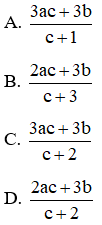 A. (3ac + 3b)/(c + 1)
B. (2ac + 3b)/(c + 3)
C. (3ac + 3b)/(c + 2)
D. (2ac + 3b)/(c + 2)